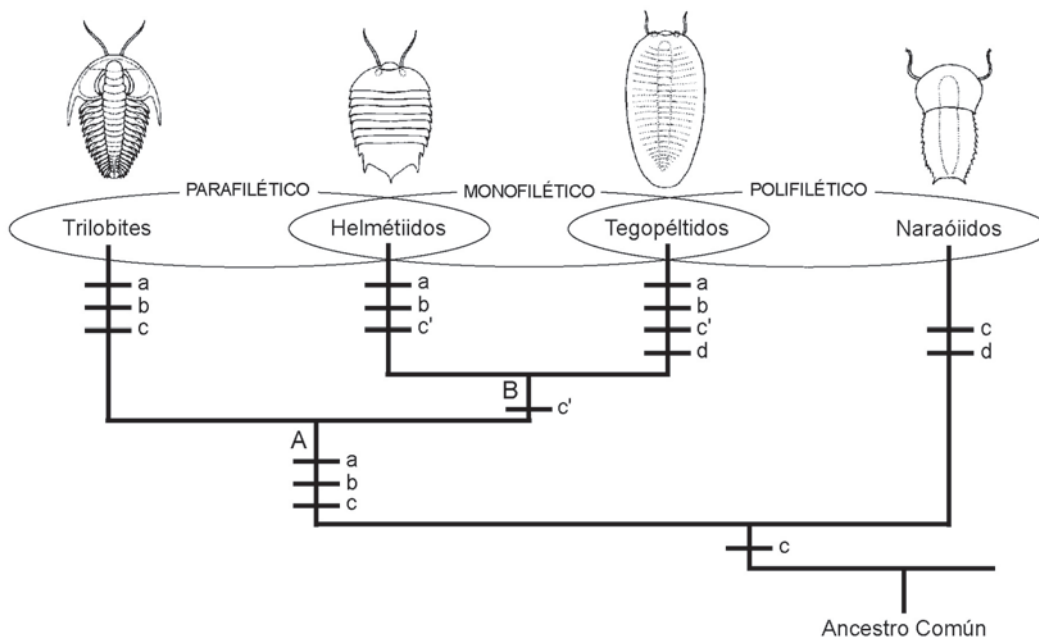 PARAFILÉTICO MONOFILÉTICO POLIFILÉTICO
Trilobites Helmétiidos Tegopéltidos Naraóiidos
a a a
b b b
c c' c' c
d d
B
c'
A
a
b
c
c
Ancestro Común